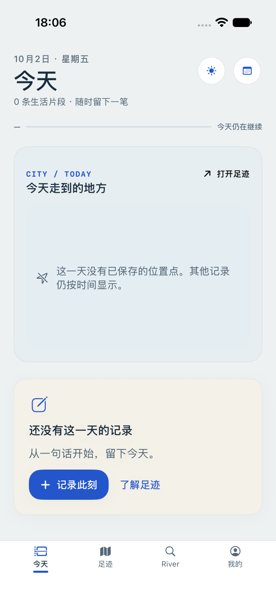 18:06
10月2日 · 星期五
今天
0 条生活片段 · 随时留下一笔
今天仍在继续
CITY / TODAY
打开足迹
今天走到的地方
这一天没有已保存的位置点。其他记录
仍按时间显示。
还没有这一天的记录
从一句话开始，留下今天。
记录此刻
了解足迹
今天
足迹
River
我的